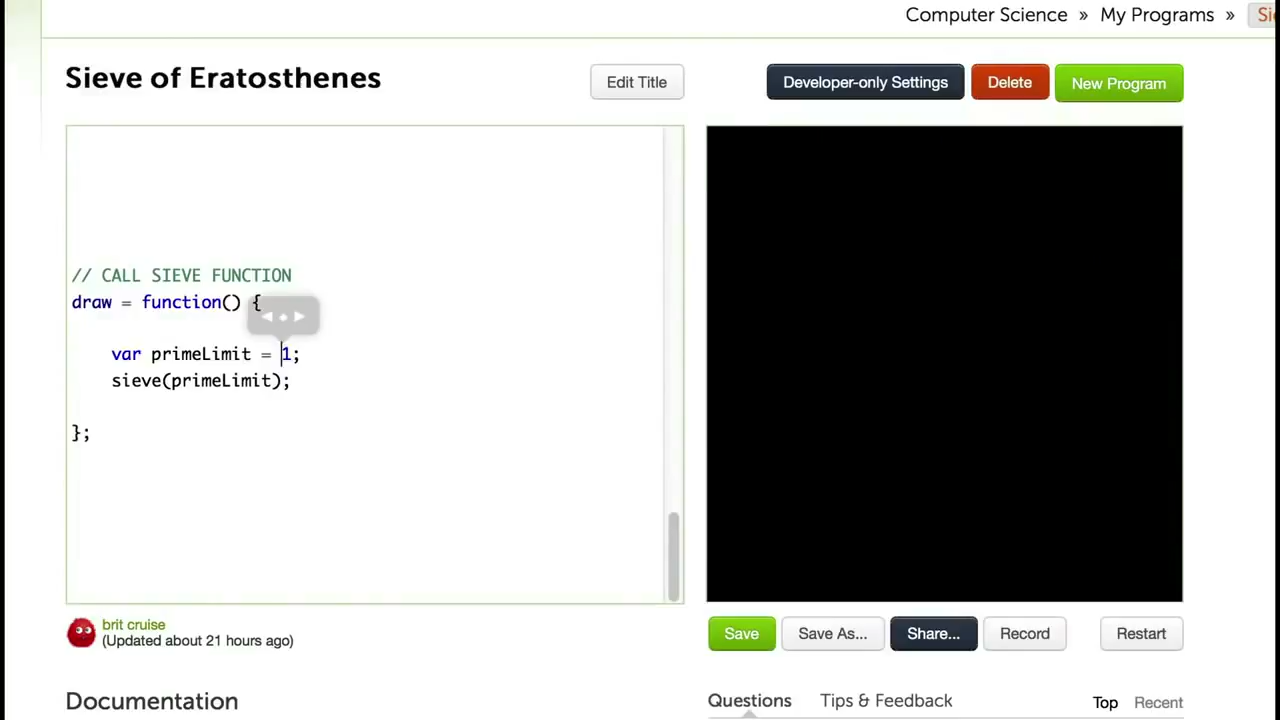 Computer Science » My Programs »
Sieve of Eratosthenes
Edit Title
Developer-only Settings
Delete
New Program
// CALL SIEVE FUNCTION
draw = function() {
var primeLimit = 1;
sieve(primeLimit);
};
brit cruise
(Updated about 21 hours ago)
Save
Save As...
Share...
Record
Restart
Documentation
Questions
Tips & Feedback
Top
Recent